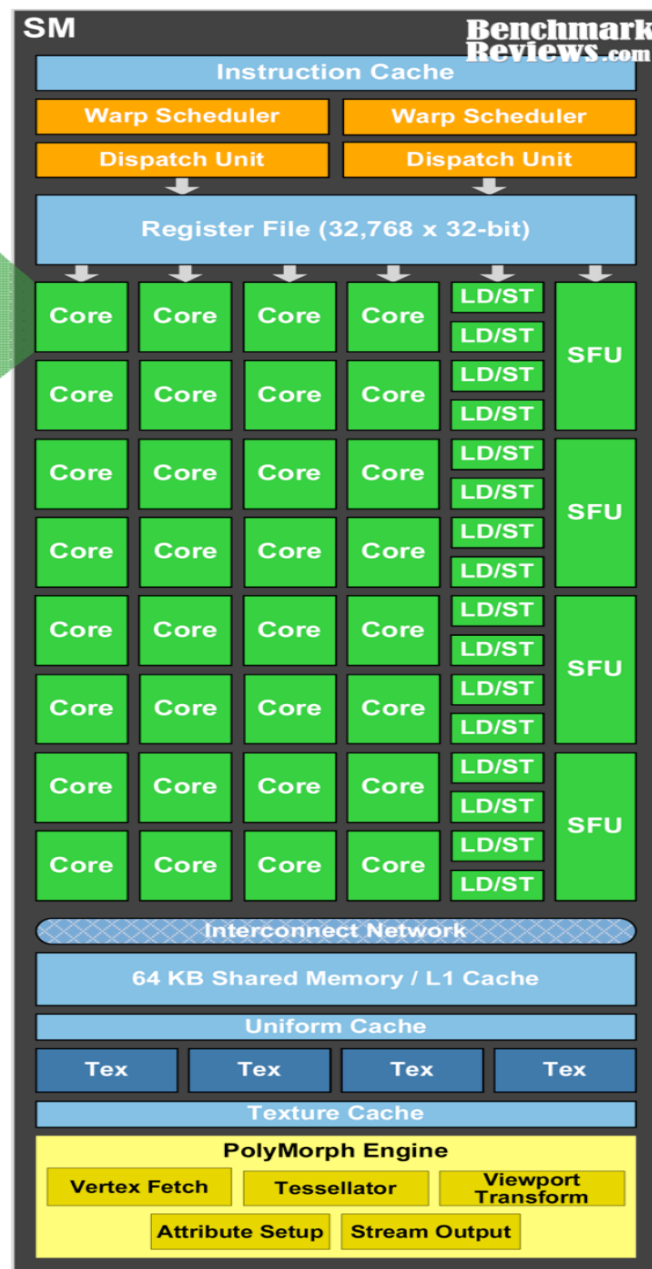 SM
Benchmark
Reviews.com
Instruction Cache
Warp Scheduler Warp Scheduler
Dispatch Unit Dispatch Unit
Register File (32,768 x 32-bit)
Core Core Core Core LD/ST SFU
LD/ST
Core Core Core Core LD/ST
LD/ST
Core Core Core Core LD/ST SFU
LD/ST
Core Core Core Core LD/ST
LD/ST
Core Core Core Core LD/ST SFU
LD/ST
Core Core Core Core LD/ST
LD/ST
Core Core Core Core LD/ST SFU
LD/ST
Core Core Core Core LD/ST
LD/ST
Interconnect Network
64 KB Shared Memory / L1 Cache
Uniform Cache
Tex Tex Tex Tex
Texture Cache
PolyMorph Engine
Vertex Fetch Tessellator Viewport
Transform
Attribute Setup Stream Output